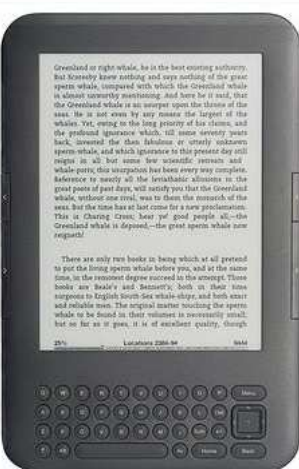 Greenland or right-whale, he is the best existing authority.
But Scoresby knew nothing and says nothing of the great
sperm whale, compared with which the Greenland whale
is almost unworthy mentioning. And here be it said, that
the Greenland whale is an usurper upon the throne of the
seas. He is not even by any means the largest of the
whales. Yet, owing to the long priority of his claims, and
the profound ignorance which, till some seventy years
back, invested the then fabulous or utterly unknown
sperm-whale, and which ignorance to this present day still
reigns in all but some few scientific retreats and
whale-ports; this usurpation has been every way complete.
Reference to nearly all the leviathanic allusions in the
great poets of past days, will satisfy you that the Greenland
whale, without one rival, was to them the monarch of the
seas. But the time has at last come for a new proclamation.
This is Charing Cross; hear ye! good people all,—the
Greenland whale is deposed,—the great sperm whale now
reigneth!
There are only two books in being which at all pretend
to put the living sperm whale before you, and at the same
time, in the remotest degree succeed in the attempt. Those
books are Beale's and Bennett's; both in their time
surgeons to English South-Sea whale-ships, and both exact
and reliable men. The original matter touching the sperm
whale to be found in their volumes is necessarily small;
but so far as it goes, it is of excellent quality, though
25% Locations 2386-94 9444
Q W E R T Y U I O P Menu
A S D F G H J K L Del
Z X C V B N M
Alt Home Back